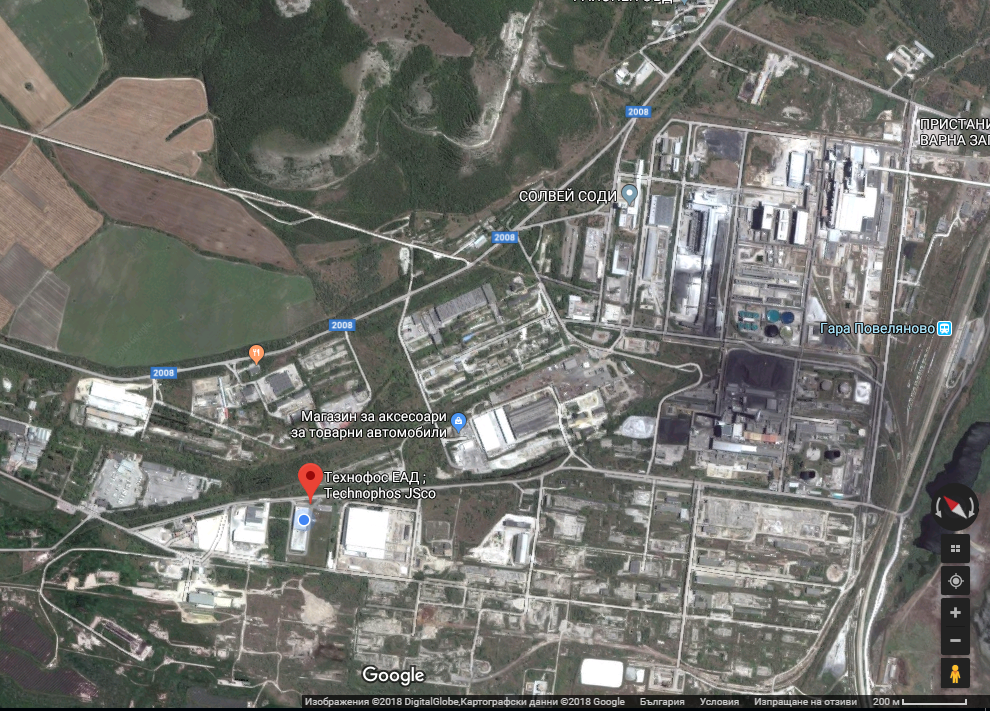 2008
ПРИСТАНИ
ВАРНА ЗАП
СОЛВЕЙ СОДИ
2008
2008
Гара Повеляново
2008
Магазин за аксесоари
за товарни автомобили
Технофос ЕАД ;
Technophos JSco
Google
Изображения ©2018 DigitalGlobe,Картографски данни ©2018 Google България Условия Изпращане на отзиви 200 м